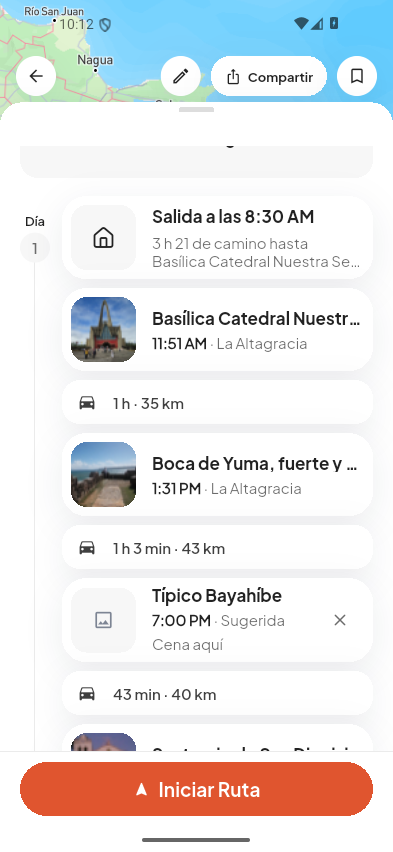 Río San Juan
10:12
Nagua
Compartir
Día
1
Salida a las 8:30 AM
3 h 21 de camino hasta
Basílica Catedral Nuestra Se...
Basílica Catedral Nuestr...
11:51 AM · La Altagracia
1 h · 35 km
Boca de Yuma, fuerte y ...
1:31 PM · La Altagracia
1 h 3 min · 43 km
Típico Bayahíbe
7:00 PM · Sugerida
Cena aquí
43 min · 40 km
Iniciar Ruta